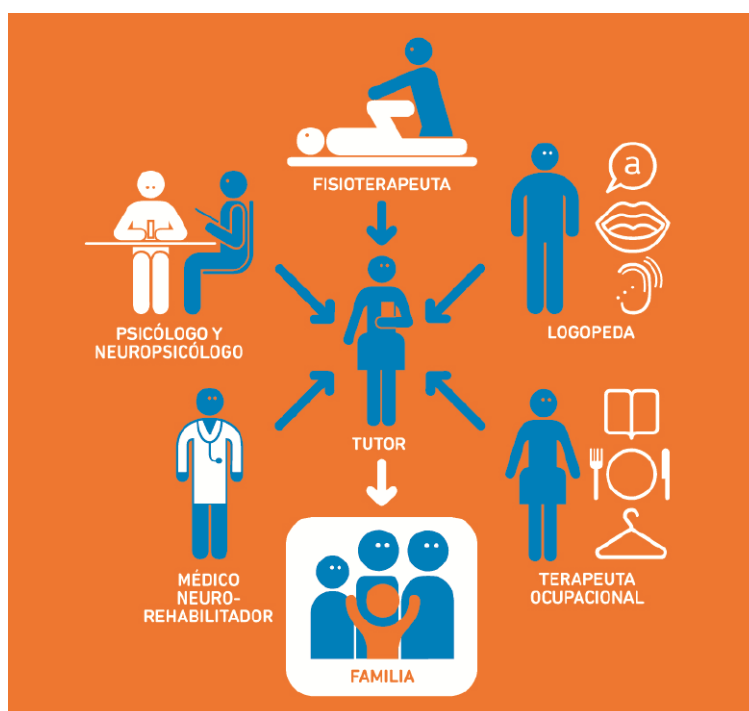 FISIOTERAPEUTA
a
PSICÓLOGO Y
NEUROPSICÓLOGO
LOGOPEDA
TUTOR
MÉDICO
NEURO-
REHABILITADOR
TERAPEUTA
OCUPACIONAL
FAMILIA